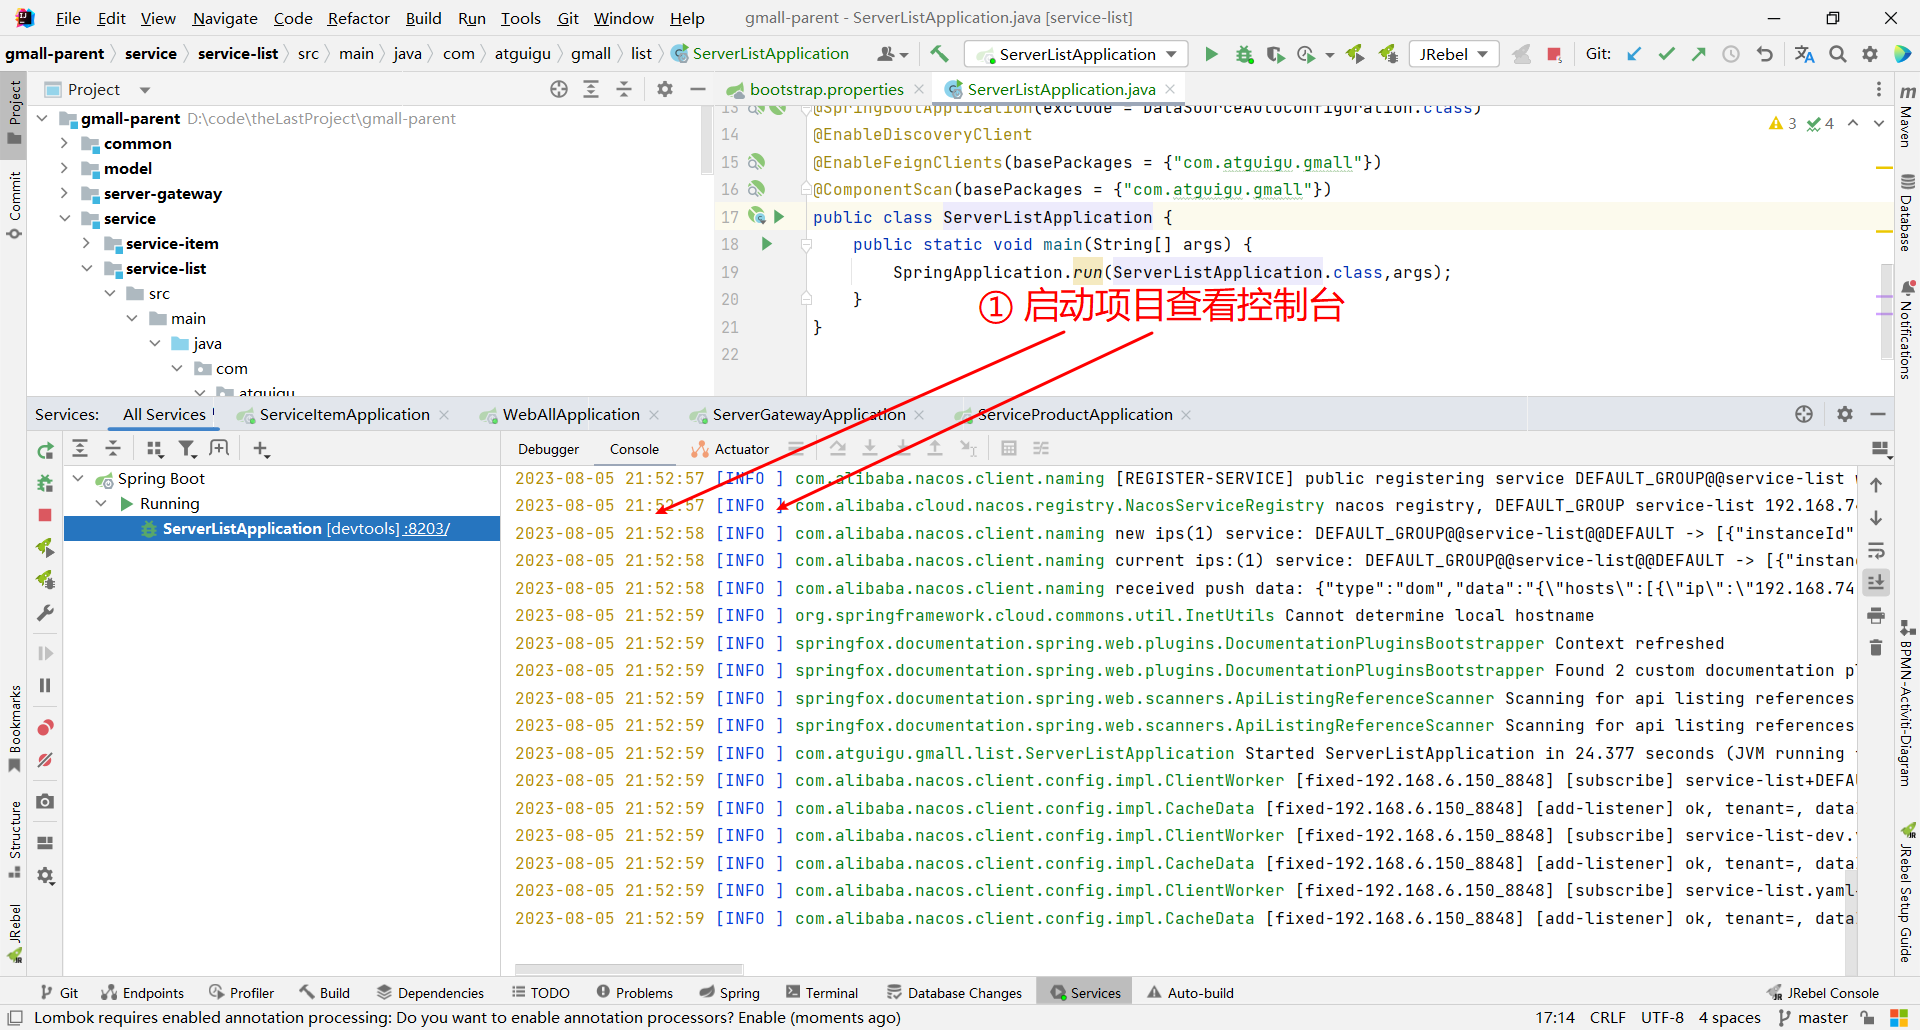 File Edit View Navigate Code Refactor Build Run Tools Git Window Help gmall-parent - ServerListApplication.java [service-list]
gmall-parent service service-list src main java com atguigu gmall list ServerListApplication ServerListApplication JRebel Git:
Project
bootstrap.properties ServerListApplication.java
gmall-parent D:\code\theLastProject\gmall-parent
common
model
server-gateway
service
service-item
service-list
src
main
java
com
atguigu
13 @SpringBootApplication(exclude = DataSourceAutoConfiguration.class)
14 @EnableDiscoveryClient
15 @EnableFeignClients(basePackages = {"com.atguigu.gmall"})
16 @ComponentScan(basePackages = {"com.atguigu.gmall"})
17 public class ServerListApplication {
18 public static void main(String[] args) {
19 SpringApplication.run(ServerListApplication.class,args);
20 }
21 }
22
3 4
① 启动项目查看控制台
Services: All Services ServiceItemApplication WebAllApplication ServerGatewayApplication ServiceProductApplication
Debugger Console Actuator
Spring Boot
Running
ServerListApplication [devtools] :8203/
2023-08-05 21:52:57 [INFO ] com.alibaba.nacos.client.naming [REGISTER-SERVICE] public registering service DEFAULT_GROUP@@service-list
2023-08-05 21:52:57 [INFO ] com.alibaba.cloud.nacos.registry.NacosServiceRegistry nacos registry, DEFAULT_GROUP service-list 192.168.74
2023-08-05 21:52:58 [INFO ] com.alibaba.nacos.client.naming new ips(1) service: DEFAULT_GROUP@@service-list@@DEFAULT -> [{"instanceId"
2023-08-05 21:52:58 [INFO ] com.alibaba.nacos.client.naming current ips:(1) service: DEFAULT_GROUP@@service-list@@DEFAULT -> [{"instanc
2023-08-05 21:52:58 [INFO ] com.alibaba.nacos.client.naming received push data: {"type":"dom","data":"{\"hosts\":[{\"ip\":\"192.168.74
2023-08-05 21:52:59 [INFO ] org.springframework.cloud.commons.util.InetUtils Cannot determine local hostname
2023-08-05 21:52:59 [INFO ] springfox.documentation.spring.web.plugins.DocumentationPluginsBootstrapper Context refreshed
2023-08-05 21:52:59 [INFO ] springfox.documentation.spring.web.plugins.DocumentationPluginsBootstrapper Found 2 custom documentation pl
2023-08-05 21:52:59 [INFO ] springfox.documentation.spring.web.scanners.ApiListingReferenceScanner Scanning for api listing references
2023-08-05 21:52:59 [INFO ] springfox.documentation.spring.web.scanners.ApiListingReferenceScanner Scanning for api listing references
2023-08-05 21:52:59 [INFO ] com.atguigu.gmall.list.ServerListApplication Started ServerListApplication in 24.377 seconds (JVM running
2023-08-05 21:52:59 [INFO ] com.alibaba.nacos.client.config.impl.ClientWorker [fixed-192.168.6.150_8848] [subscribe] service-list+DEFAU
2023-08-05 21:52:59 [INFO ] com.alibaba.nacos.client.config.impl.CacheData [fixed-192.168.6.150_8848] [add-listener] ok, tenant=, data
2023-08-05 21:52:59 [INFO ] com.alibaba.nacos.client.config.impl.ClientWorker [fixed-192.168.6.150_8848] [subscribe] service-list-dev.
2023-08-05 21:52:59 [INFO ] com.alibaba.nacos.client.config.impl.CacheData [fixed-192.168.6.150_8848] [add-listener] ok, tenant=, data
2023-08-05 21:52:59 [INFO ] com.alibaba.nacos.client.config.impl.ClientWorker [fixed-192.168.6.150_8848] [subscribe] service-list.yaml
2023-08-05 21:52:59 [INFO ] com.alibaba.nacos.client.config.impl.CacheData [fixed-192.168.6.150_8848] [add-listener] ok, tenant=, data
Project
Commit
Bookmarks
Structure
JRebel
Maven
Database
Notifications
BPMN-Activiti-Diagram
JRebel Setup Guide
Git Endpoints Profiler Build Dependencies TODO Problems Spring Terminal Database Changes Services Auto-build JRebel Console
Lombok requires enabled annotation processing: Do you want to enable annotation processors? Enable (moments ago) 17:14 CRLF UTF-8 4 spaces master